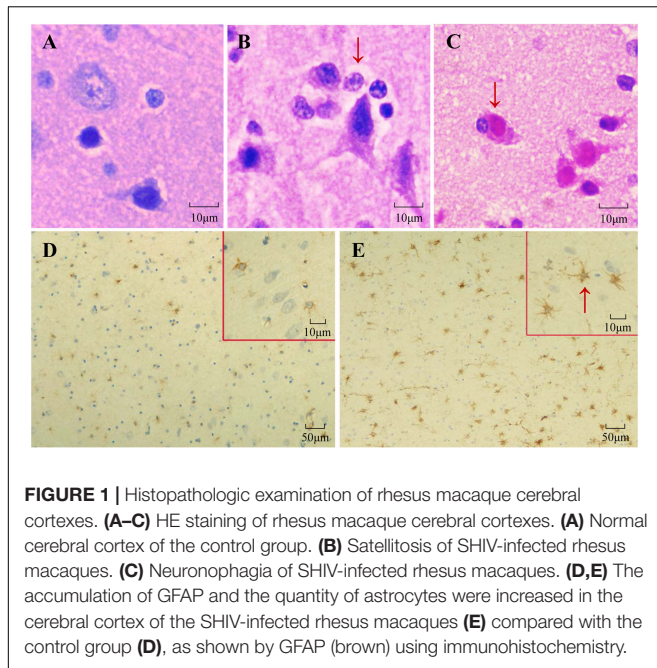 A
B
C
10μm
10μm
10μm
D
E
10μm
10μm
50μm
50μm
FIGURE 1 | Histopathologic examination of rhesus macaque cerebral
cortexes. (A–C) HE staining of rhesus macaque cerebral cortexes. (A) Normal
cerebral cortex of the control group. (B) Satellitosis of SHIV-infected rhesus
macaques. (C) Neuronophagia of SHIV-infected rhesus macaques. (D,E) The
accumulation of GFAP and the quantity of astrocytes were increased in the
cerebral cortex of the SHIV-infected rhesus macaques (E) compared with the
control group (D), as shown by GFAP (brown) using immunohistochemistry.